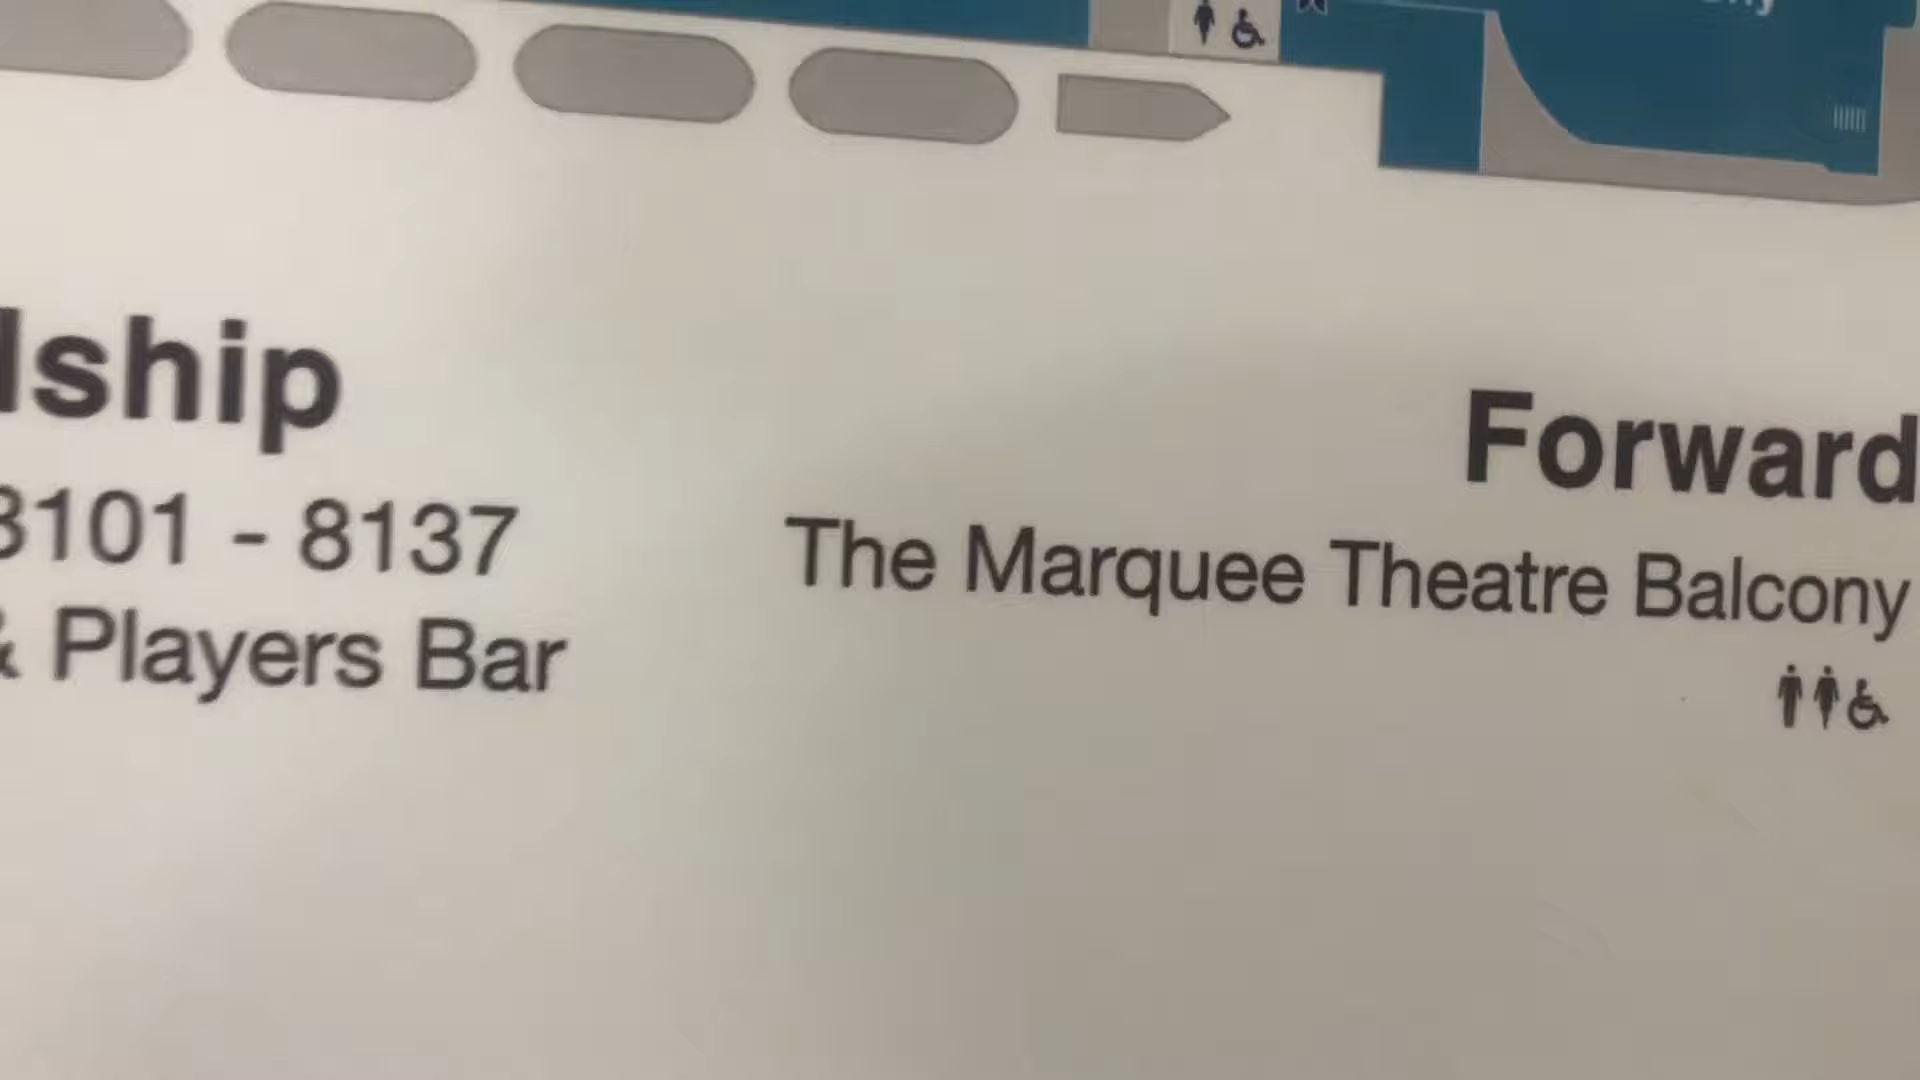 lship
8101 - 8137
& Players Bar
Forward
The Marquee Theatre Balcony